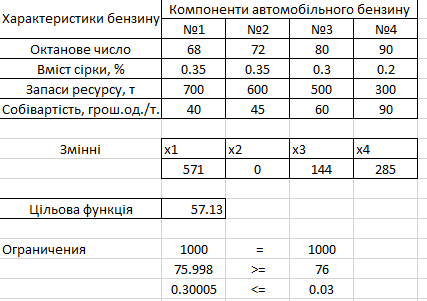 Характеристики бензину Компоненти автомобільного бензину
№1 №2 №3 №4
Октанове число 68 72 80 90
Вміст сірки, % 0.35 0.35 0.3 0.2
Запаси ресурсу, т 700 600 500 300
Собівартість, грош.од./т. 40 45 60 90
Змінні x1 x2 x3 x4
571 0 144 285
Цільова функція 57.13
Ограничения 1000 = 1000
75.998 >= 76
0.30005 <= 0.03